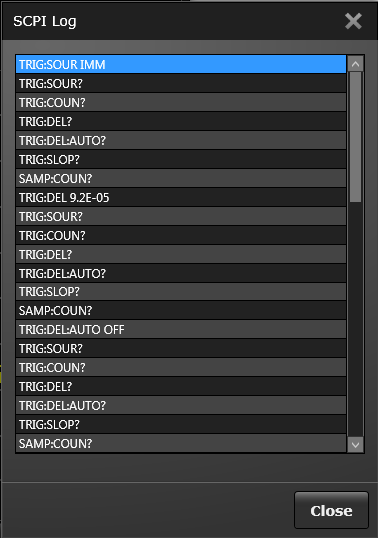 SCPI Log
TRIG:SOUR IMM
TRIG:SOUR?
TRIG:COUN?
TRIG:DEL?
TRIG:DEL:AUTO?
TRIG:SLOP?
SAMP:COUN?
TRIG:DEL 9.2E-05
TRIG:SOUR?
TRIG:COUN?
TRIG:DEL?
TRIG:DEL:AUTO?
TRIG:SLOP?
SAMP:COUN?
TRIG:DEL:AUTO OFF
TRIG:SOUR?
TRIG:COUN?
TRIG:DEL?
TRIG:DEL:AUTO?
TRIG:SLOP?
SAMP:COUN?
Close